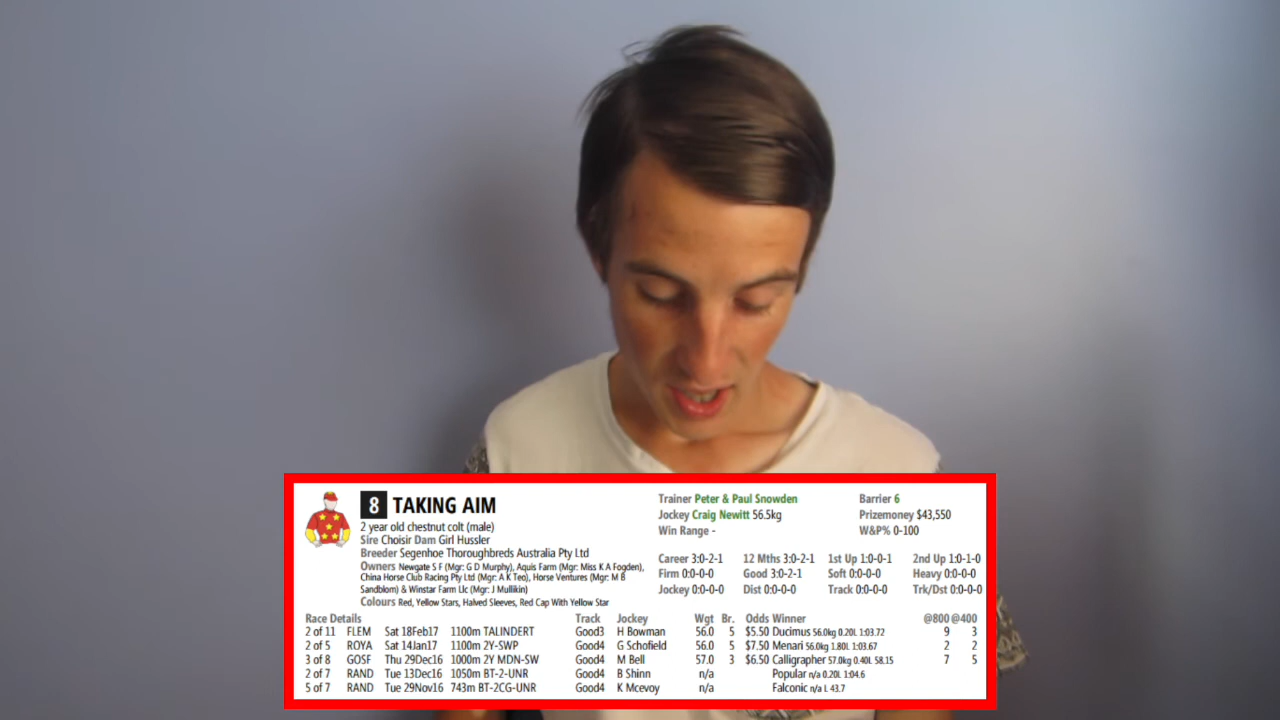 8 TAKING AIM
2 year old chestnut colt (male)
Sire Choisir Dam Girl Hussler
Breeder Segenhoe Thoroughbreds Australia Pty Ltd
Owners Newgate S F (Mgr: G D Murphy), Aquis Farm (Mgr: Miss K A Fogden),
China Horse Club Racing Pty Ltd (Mgr: A K Teo), Horse Ventures (Mgr: M B
Sandblom) & Winstar Farm Llc (Mgr: J Mullikin)
Colours Red, Yellow Stars, Halved Sleeves, Red Cap With Yellow Star
Trainer Peter & Paul Snowden Barrier 6
Jockey Craig Newitt 56.5kg Prizemoney $43,550
Win Range - W&P% 0-100
Career 3:0-2-1 12 Mths 3:0-2-1 1st Up 1:0-0-1 2nd Up 1:0-1-0
Firm 0:0-0-0 Good 3:0-2-1 Soft 0:0-0-0 Heavy 0:0-0-0
Jockey 0:0-0-0 Dist 0:0-0-0 Track 0:0-0-0 Trk/Dst 0:0-0-0
Race Details Track Jockey Wgt Br. Odds Winner @800 @400
2 of 11 FLEM Sat 18Feb17 1100m TALINDERT Good3 H Bowman 56.0 5 $5.50 Ducimus 56.0kg 0.20L 1:03.72 9 3
2 of 5 ROYA Sat 14Jan17 1100m 2Y-SWP Good4 G Schofield 56.0 5 $7.50 Menari 56.0kg 1.80L 1:03.67 2 2
3 of 8 GOSF Thu 29Dec16 1000m 2Y MDN-SW Good4 M Bell 57.0 3 $6.50 Calligrapher 57.0kg 0.40L 58.15 7 5
2 of 7 RAND Tue 13Dec16 1050m BT-2-UNR Good4 B Shinn n/a Popular n/a 0.20L 1:04.6
5 of 7 RAND Tue 29Nov16 743m BT-2CG-UNR Good4 K Mcevoy n/a Falconic n/a L 43.7